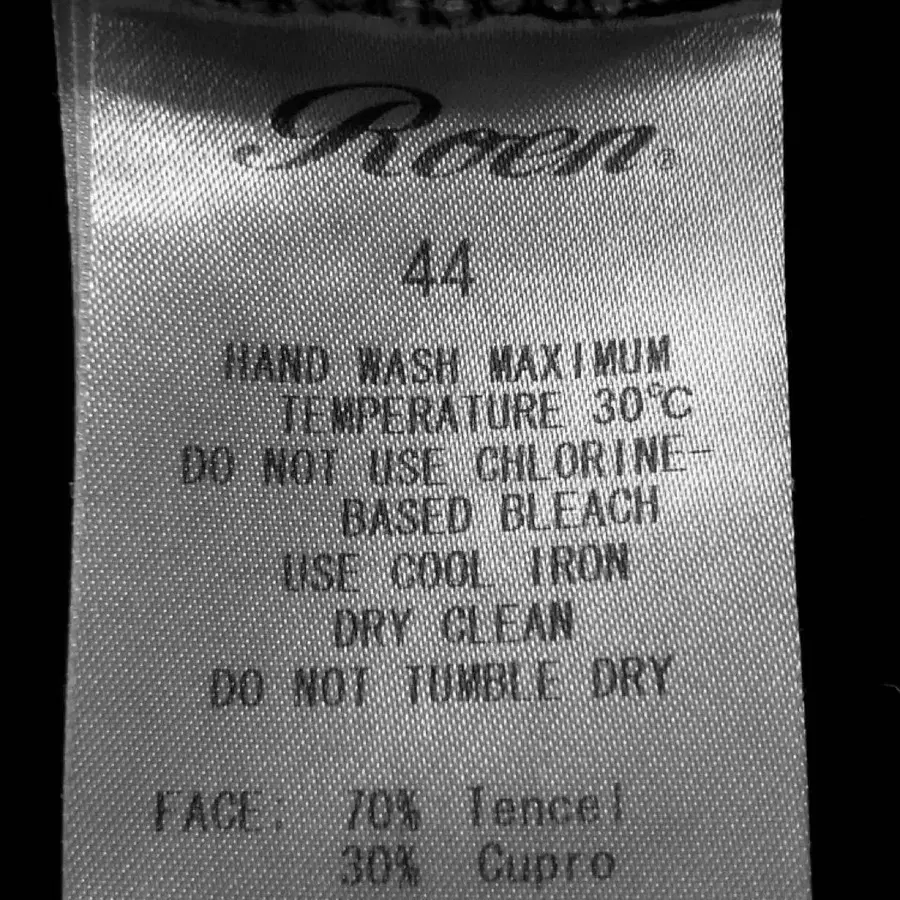 Roen®
44
HAND WASH MAXIMUM
TEMPERATURE 30℃
DO NOT USE CHLORINE-
BASED BLEACH
USE COOL IRON
DRY CLEAN
DO NOT TUMBLE DRY
FACE: 70% Tencel
30% Cupro